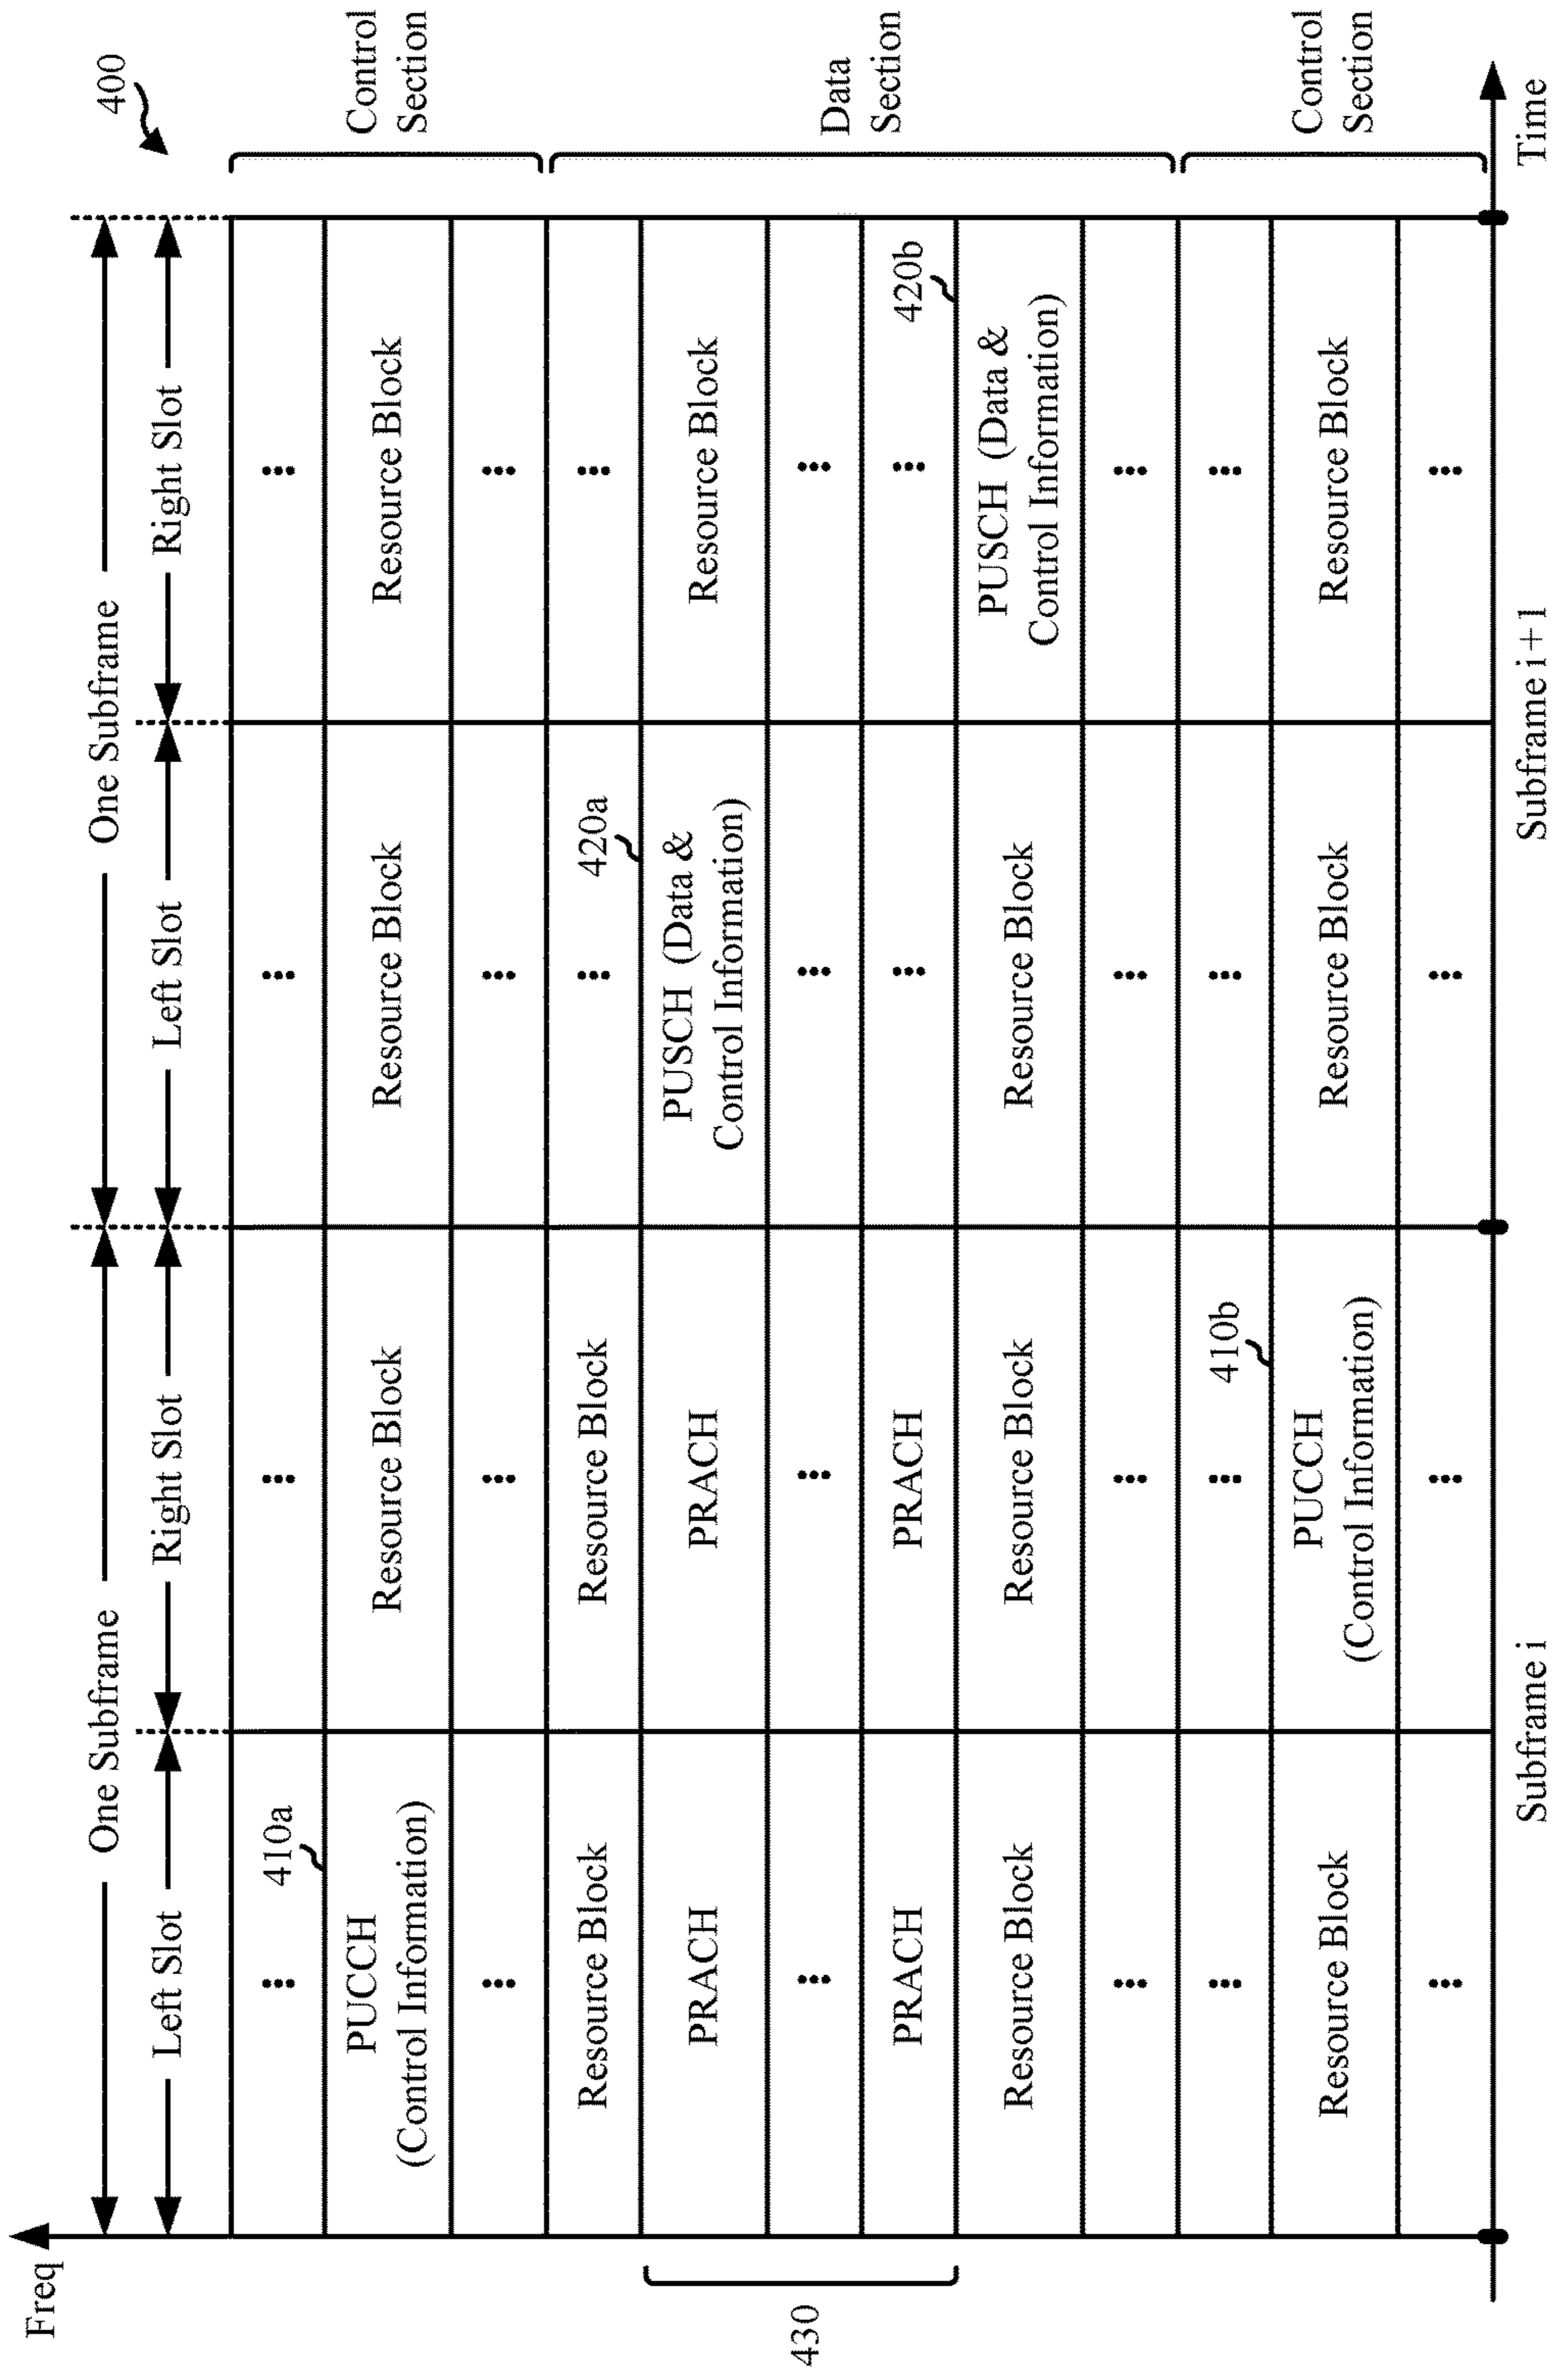 400
Freq
One Subframe
One Subframe
Left Slot
Right Slot
Left Slot
Right Slot
410a
PUCCH
(Control Information)
Resource Block
Resource Block
Resource Block
Control
Section
Resource Block
Resource Block
420a
430
PRACH
PRACH
PUSCH (Data &
Control Information)
Resource Block
Data
Section
PRACH
PRACH
420b
Resource Block
Resource Block
Resource Block
PUSCH (Data &
Control Information)
410b
Resource Block
PUCCH
(Control Information)
Resource Block
Resource Block
Control
Section
Subframe i
Subframe i + 1
Time